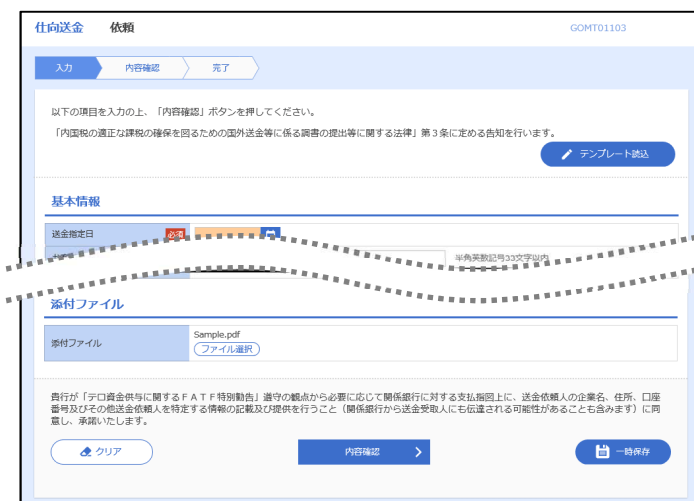 仕向送金 依頼 GOMT01103
入力 内容確認 完了
以下の項目を入力の上、「内容確認」ボタンを押してください。
「内国税の適正な課税の確保を図るための国外送金等に係る調書の提出等に関する法律」第3条に定める告知を行います。
テンプレート読込
基本情報
送金指定日 必須
半角英数記号33文字以内
添付ファイル
Sample.pdf
添付ファイル
ファイル選択
貴行が「テロ資金供与に関するFATF特別勧告」遵守の観点から必要に応じて関係銀行に対する支払指図上に、送金依頼人の企業名、住所、口座
番号及びその他送金依頼人を特定する情報の記載及び提供を行うこと(関係銀行から送金受取人にも伝達される可能性があることも含みます)に同
意し、承諾いたします。
クリア 内容確認 一時保存